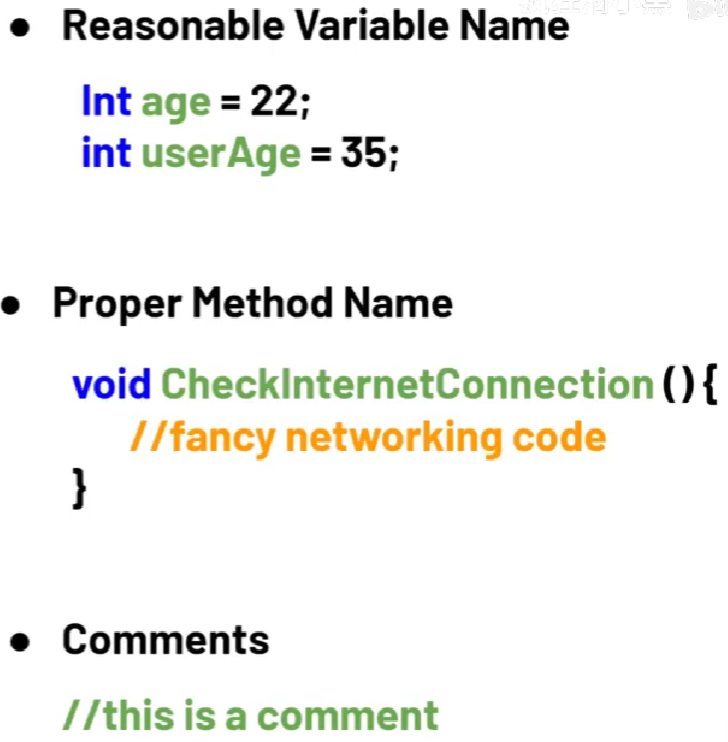 • Reasonable Variable Name
Int age = 22;
int userAge = 35;
• Proper Method Name
void CheckInternetConnection (){
//fancy networking code
}
• Comments
//this is a comment